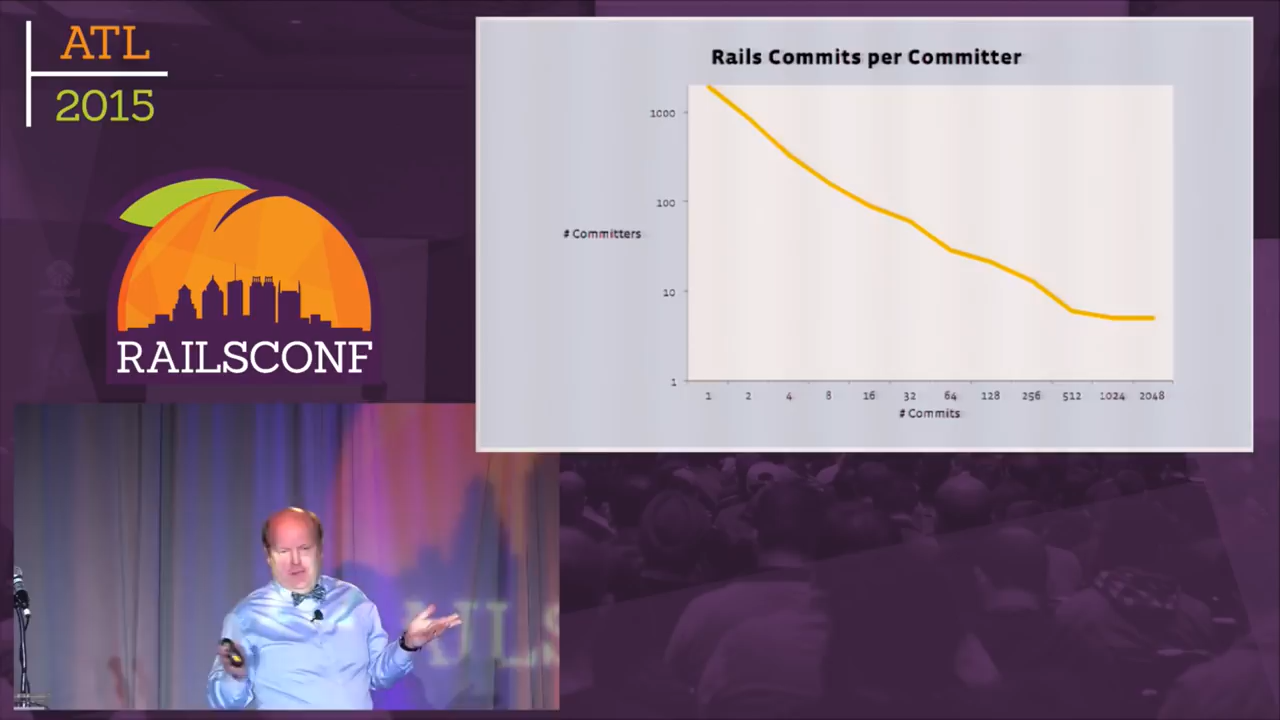 ATL
2015
RAILSCONF
Rails Commits per Committer
1000
100
# Committers
10
1
1 2 4 8 16 32 64 128 256 512 1024 2048
# Commits